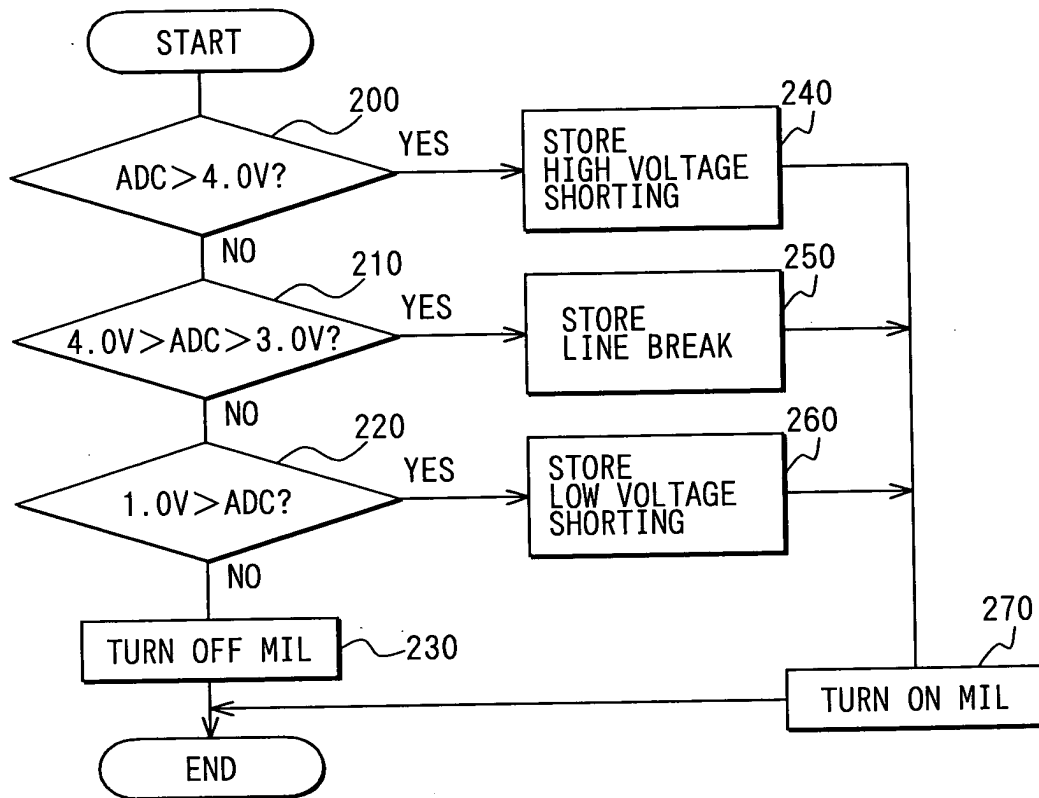 START
200
ADC>4.0V?
YES
240
STORE
HIGH VOLTAGE
SHORTING
NO
210
4.0V>ADC>3.0V?
YES
250
STORE
LINE BREAK
NO
220
1.0V>ADC?
YES
260
STORE
LOW VOLTAGE
SHORTING
NO
TURN OFF MIL
230
270
TURN ON MIL
END